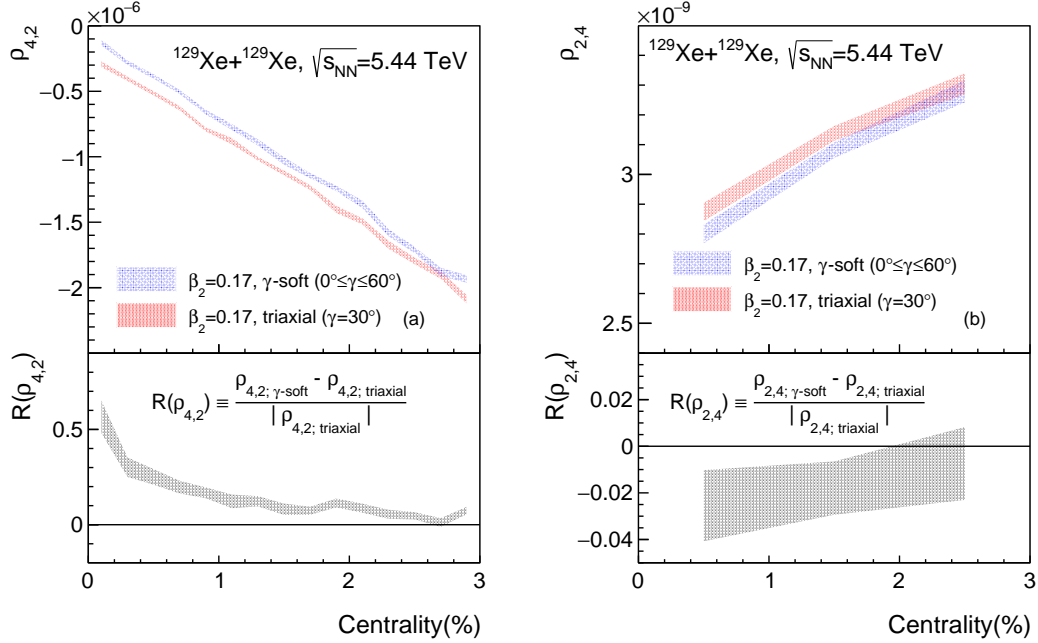 ×10⁻⁶
ρ₄,₂
0
−0.5
−1
−1.5
−2
¹²⁹Xe+¹²⁹Xe, √s_NN=5.44 TeV
β₂=0.17, γ-soft (0°≤γ≤60°)
β₂=0.17, triaxial (γ=30°)
(a)
R(ρ₄,₂)
0.5
0
R(ρ₄,₂) ≡ (ρ₄,₂; γ-soft - ρ₄,₂; triaxial) / | ρ₄,₂; triaxial |
0 1 2 3
Centrality(%)
×10⁻⁹
ρ₂,₄
3
2.5
¹²⁹Xe+¹²⁹Xe, √s_NN=5.44 TeV
β₂=0.17, γ-soft (0°≤γ≤60°)
β₂=0.17, triaxial (γ=30°)
(b)
R(ρ₂,₄)
0.02
0
−0.02
−0.04
R(ρ₂,₄) ≡ (ρ₂,₄; γ-soft - ρ₂,₄; triaxial) / | ρ₂,₄; triaxial |
0 1 2 3
Centrality(%)